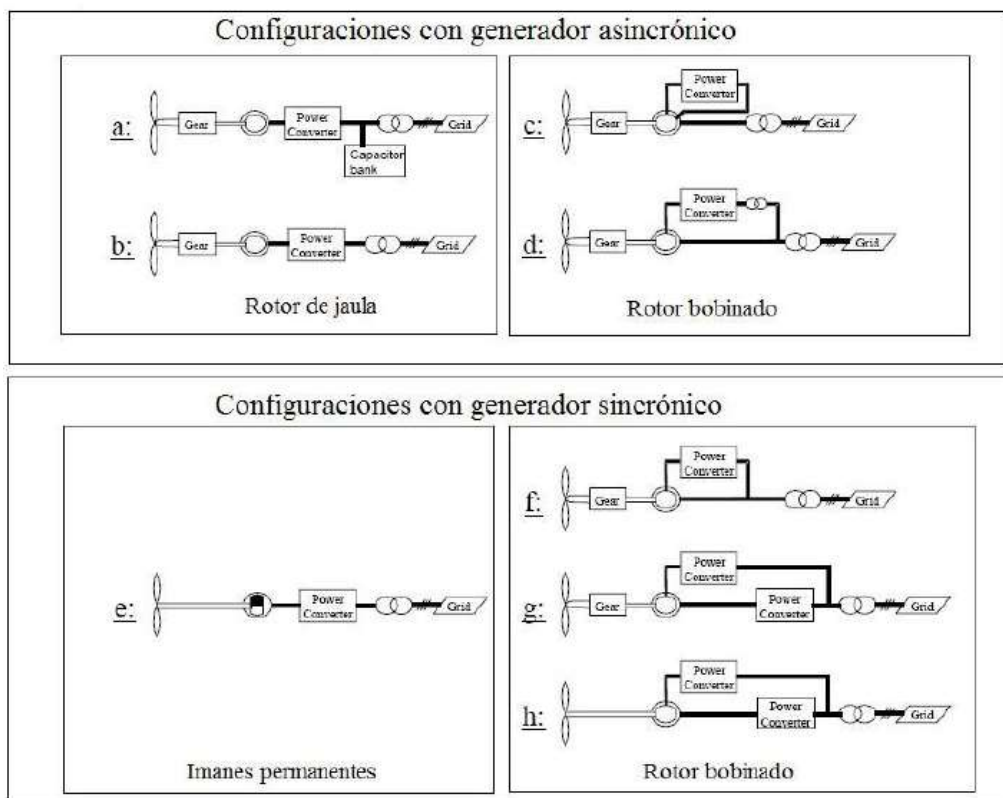 Configuraciones con generador asincrónico
a:
Gear
Power
Converter
Capacitor
bank
Grid
b:
Gear
Power
Converter
Grid
Rotor de jaula
c:
Gear
Power
Converter
Grid
d:
Gear
Power
Converter
Grid
Rotor bobinado
Configuraciones con generador sincrónico
e:
Power
Converter
Grid
Imanes permanentes
f:
Gear
Power
Converter
Grid
g:
Gear
Power
Converter
Power
Converter
Grid
h:
Power
Converter
Power
Converter
Grid
Rotor bobinado